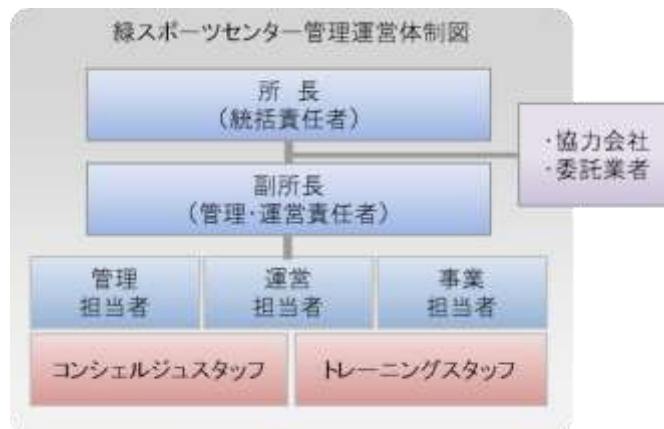 緑スポーツセンター管理運営体制図
所 長
（統括責任者）
・協力会社
・委託業者
副所長
（管理・運営責任者）
管理
担当者
運営
担当者
事業
担当者
コンシェルジュスタッフ
トレーニングスタッフ